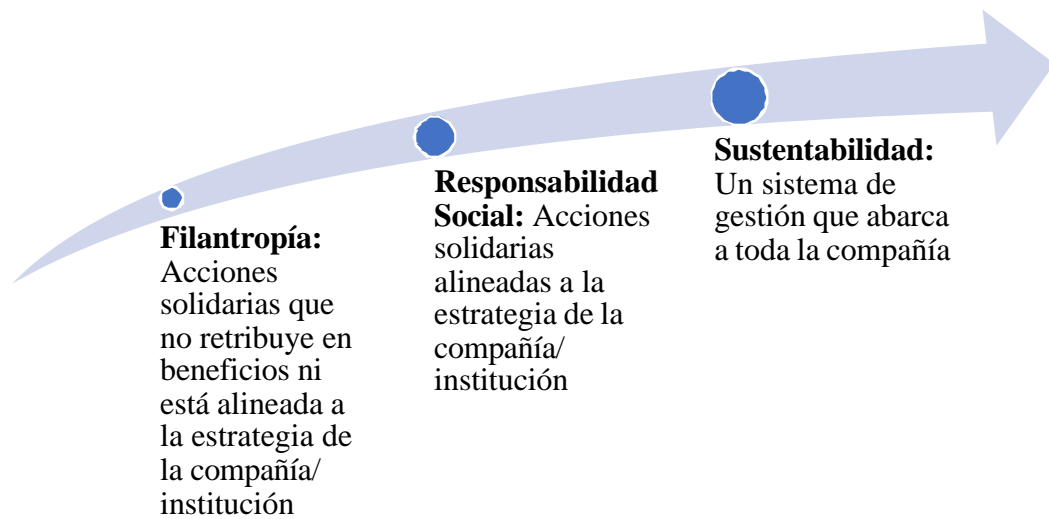 Filantropía:
Acciones
solidarias que
no retribuye en
beneficios ni
está alineada a
la estrategia de
la compañía/
institución
Responsabilidad
Social: Acciones
solidarias
alineadas a la
estrategia de la
compañía/
institución
Sustentabilidad:
Un sistema de
gestión que abarca
a toda la compañía